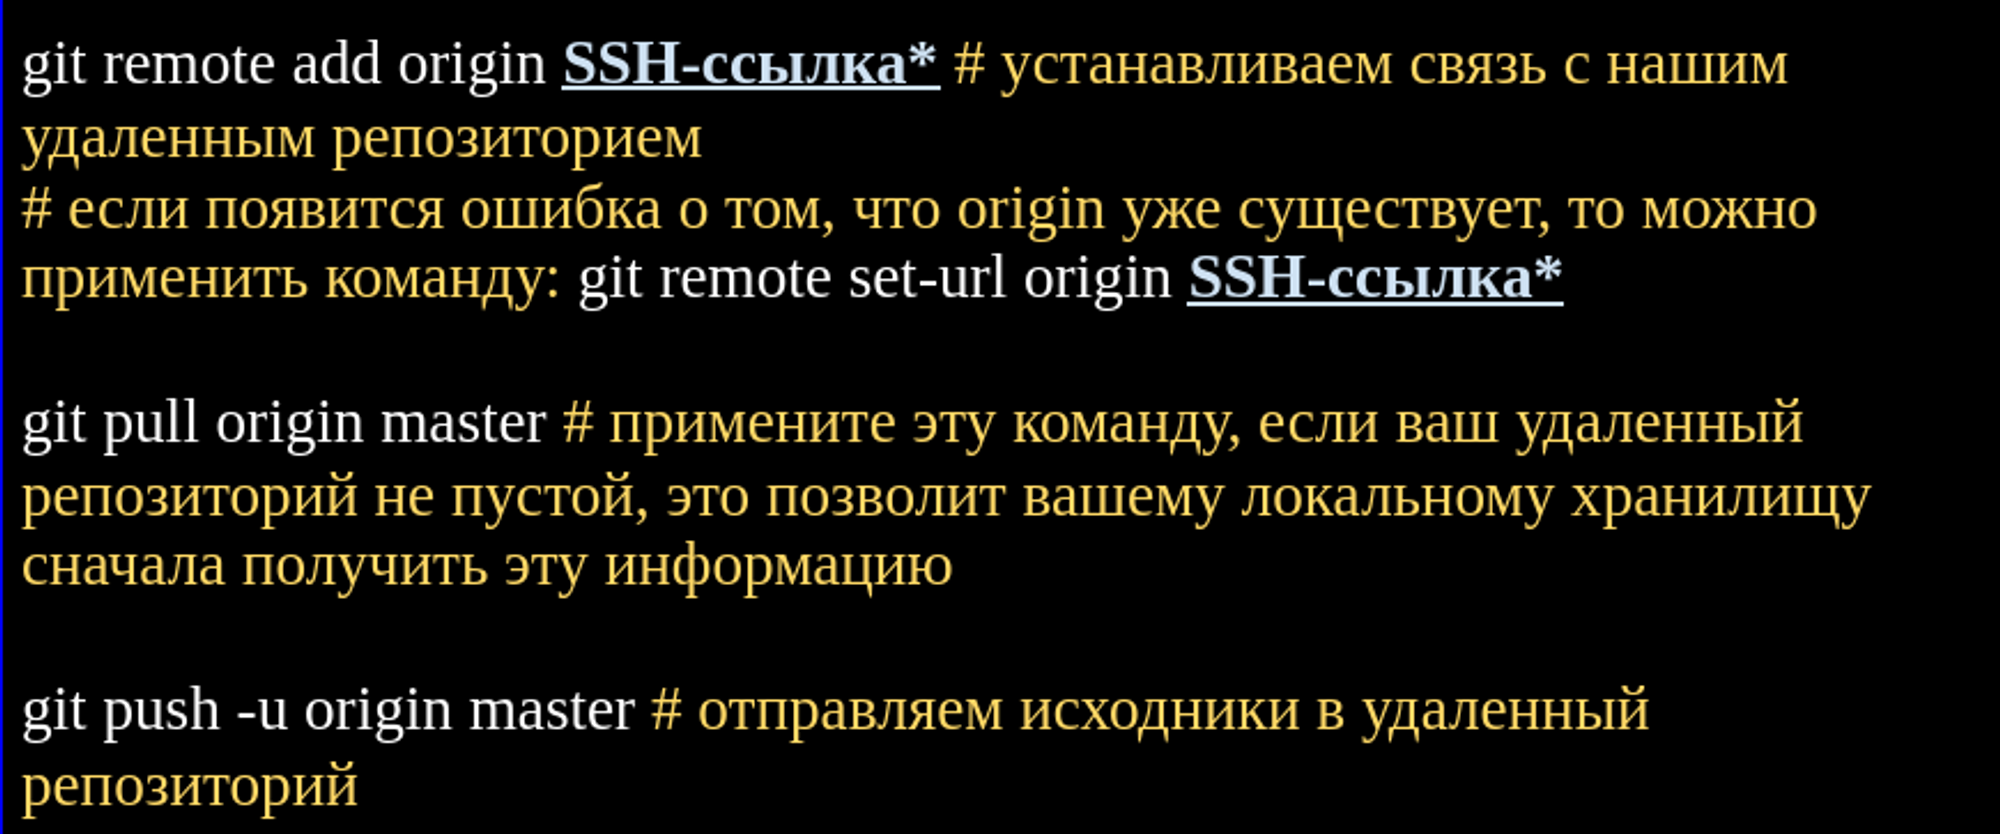 git remote add origin SSH-ссылка* # устанавливаем связь с нашим
удаленным репозиторием
# если появится ошибка о том, что origin уже существует, то можно
применить команду: git remote set-url origin SSH-ссылка*
git pull origin master # примените эту команду, если ваш удаленный
репозиторий не пустой, это позволит вашему локальному хранилищу
сначала получить эту информацию
git push -u origin master # отправляем исходники в удаленный
репозиторий